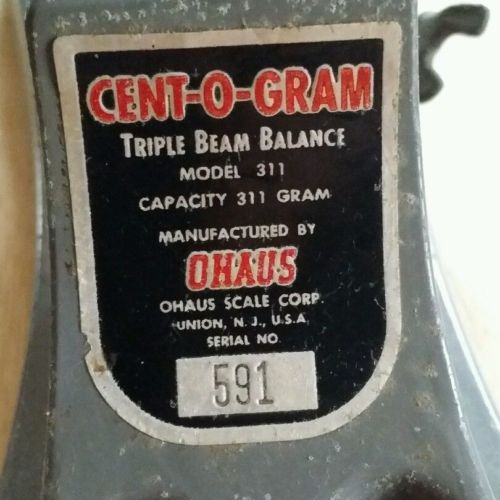 CENT-O-GRAM
TRIPLE BEAM BALANCE
MODEL 311
CAPACITY 311 GRAM
MANUFACTURED BY
OHAUS
OHAUS SCALE CORP.
UNION, N. J., U.S.A.
SERIAL NO.
591